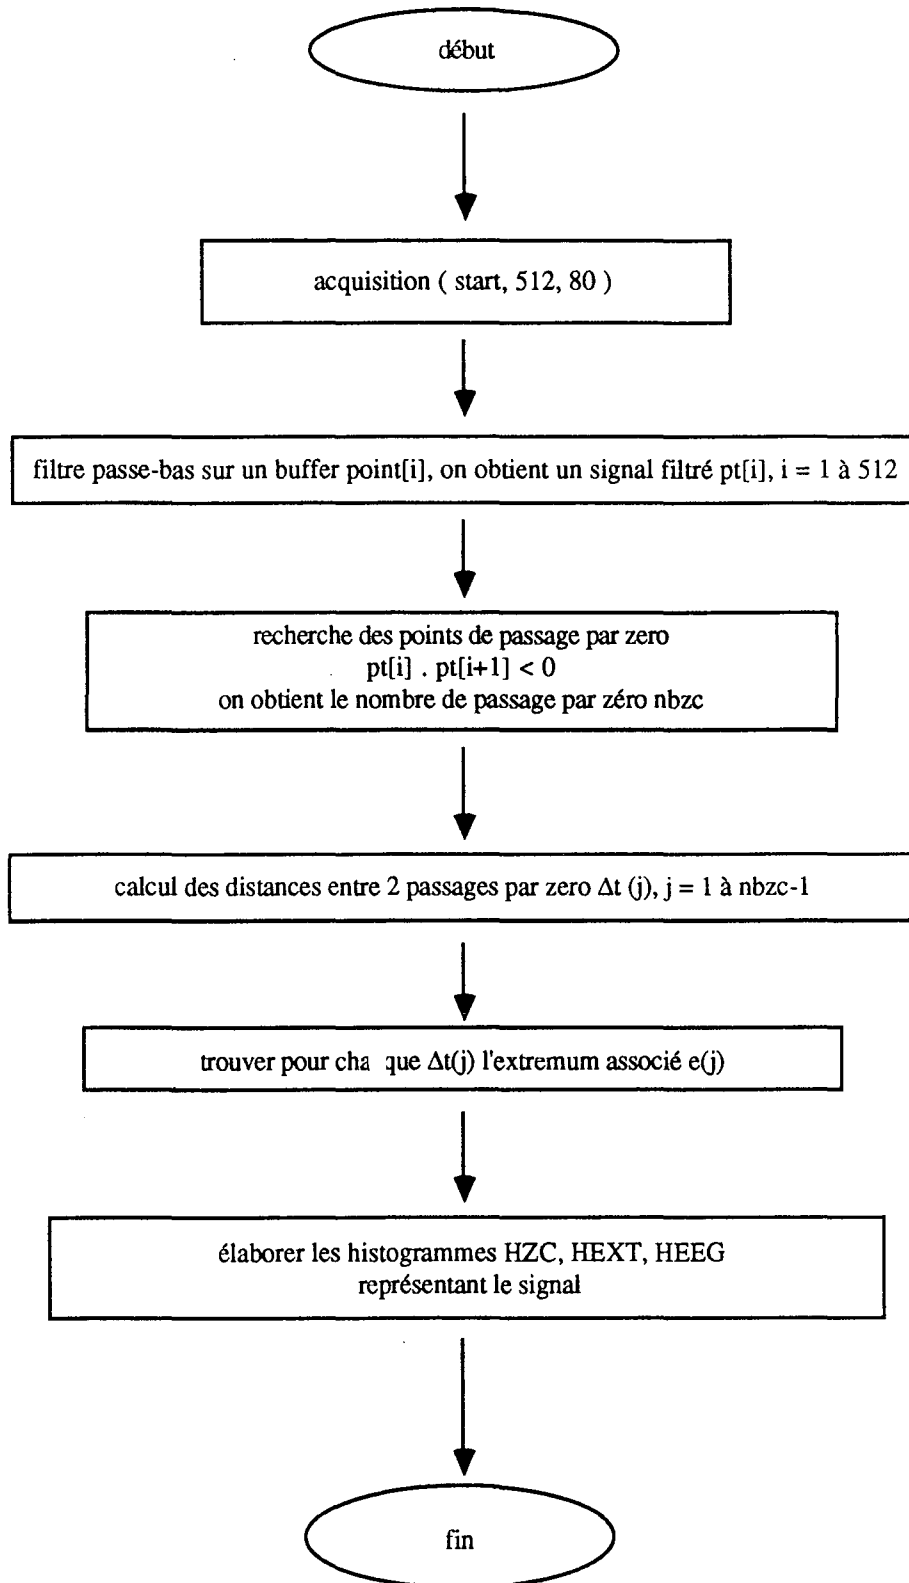 début
acquisition ( start, 512, 80 )
filtre passe-bas sur un buffer point[i], on obtient un signal filtré pt[i], i = 1 à 512
recherche des points de passage par zero
pt[i] . pt[i+1] < 0
on obtient le nombre de passage par zéro nbzc
calcul des distances entre 2 passages par zero Δt (j), j = 1 à nbzc-1
trouver pour cha que Δt(j) l'extremum associé e(j)
élaborer les histogrammes HZC, HEXT, HEEG
représentant le signal
fin